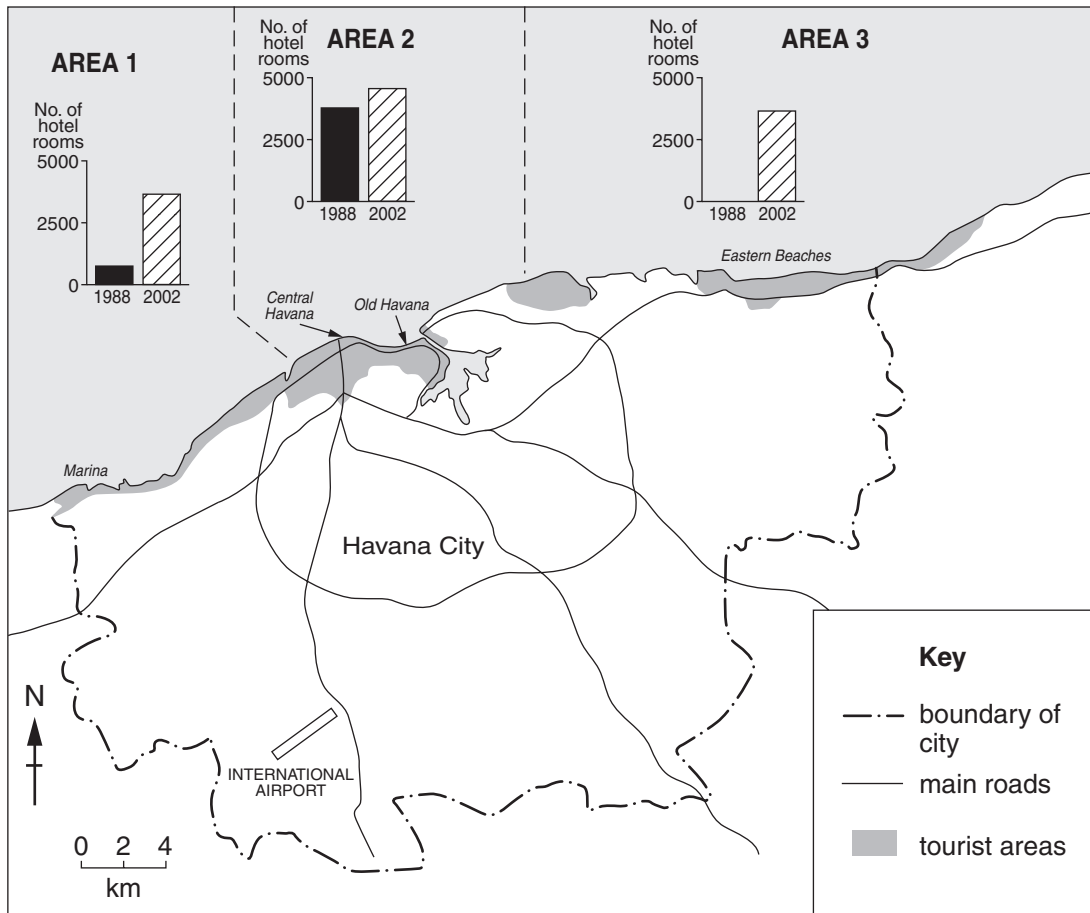 AREA 1
No. of
hotel
rooms
5000
2500
0
1988 2002
AREA 2
No. of
hotel
rooms
5000
2500
0
1988 2002
AREA 3
No. of
hotel
rooms
5000
2500
0
1988 2002
Eastern Beaches
Central
Havana
Old Havana
Marina
Havana City
INTERNATIONAL
AIRPORT
N
0 2 4
km
Key
boundary of
city
main roads
tourist areas